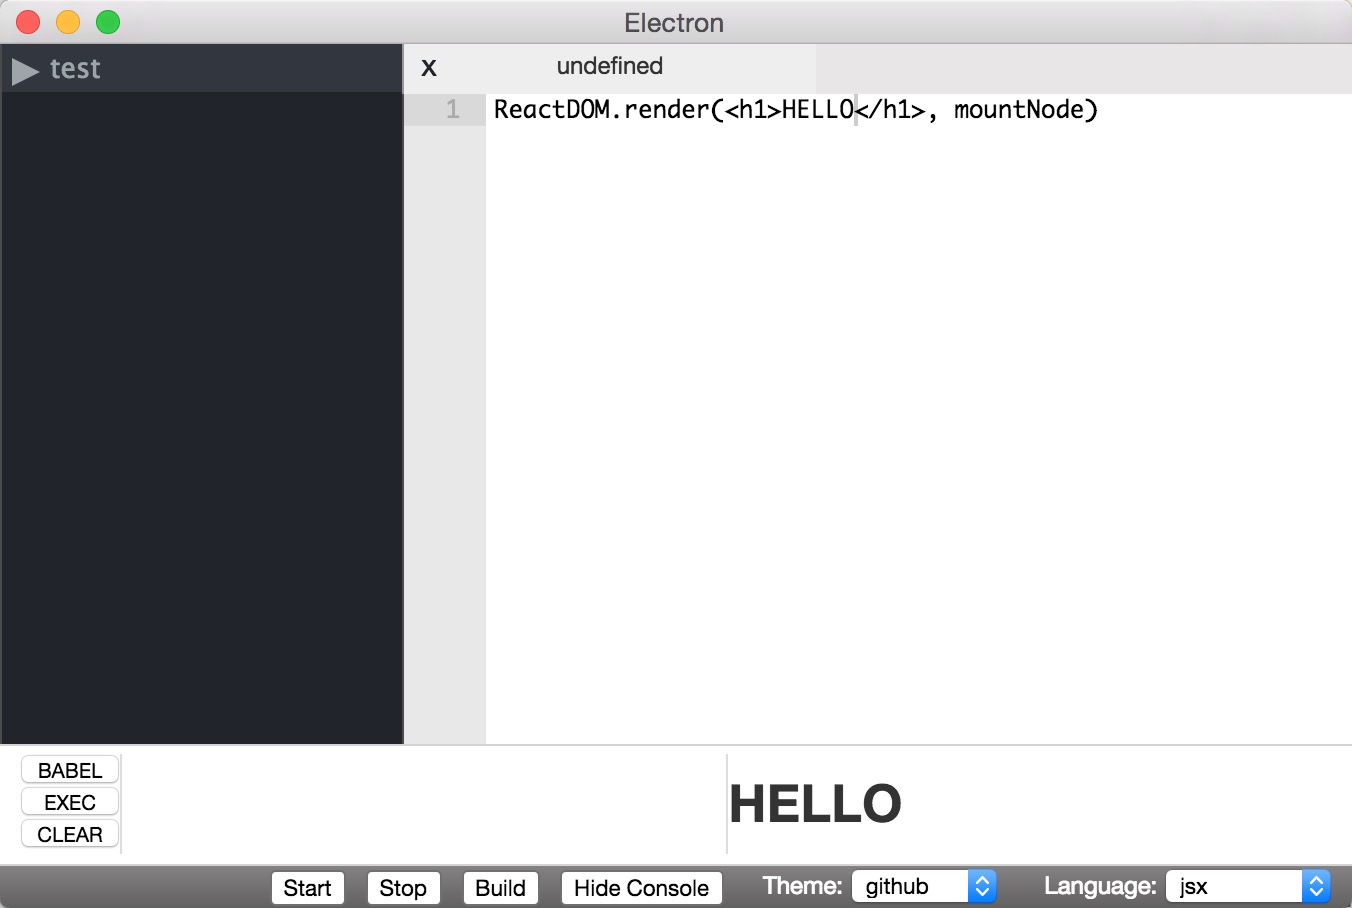 Electron
test
X undefined
1 ReactDOM.render(<h1>HELLO</h1>, mountNode)
BABEL
EXEC
CLEAR
HELLO
Start Stop Build Hide Console Theme: github Language: jsx